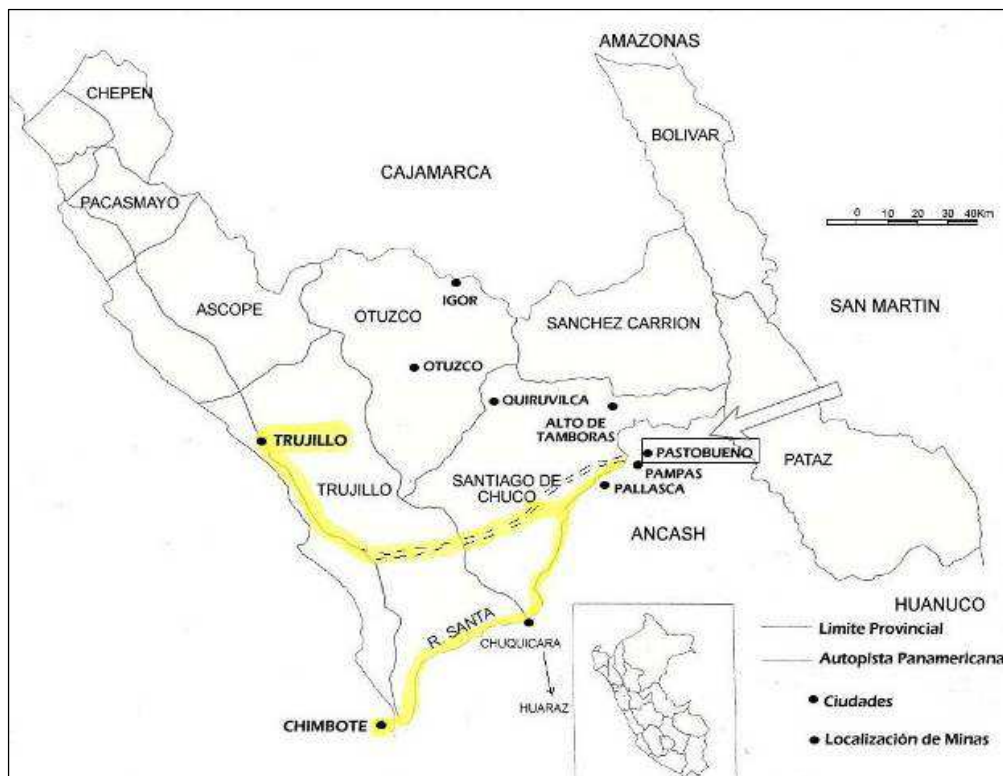 AMAZONAS
CHEPEN
BOLIVAR
CAJAMARCA
PACASMAYO
0 10 20 30 40Km
IGOR
SAN MARTIN
ASCOPE
OTUZCO
SANCHEZ CARRION
OTUZCO
QUIRUVILCA
ALTO DE
TAMBORAS
TRUJILLO
PASTOBUENO
PATAZ
PAMPAS
SANTIAGO DE
CHUCO
TRUJILLO
PALLASCA
ANCASH
HUANUCO
R. SANTA
CHUQUICARA
HUARAZ
CHIMBOTE
Limite Provincial
Autopista Panamericana
Ciudades
Localización de Minas